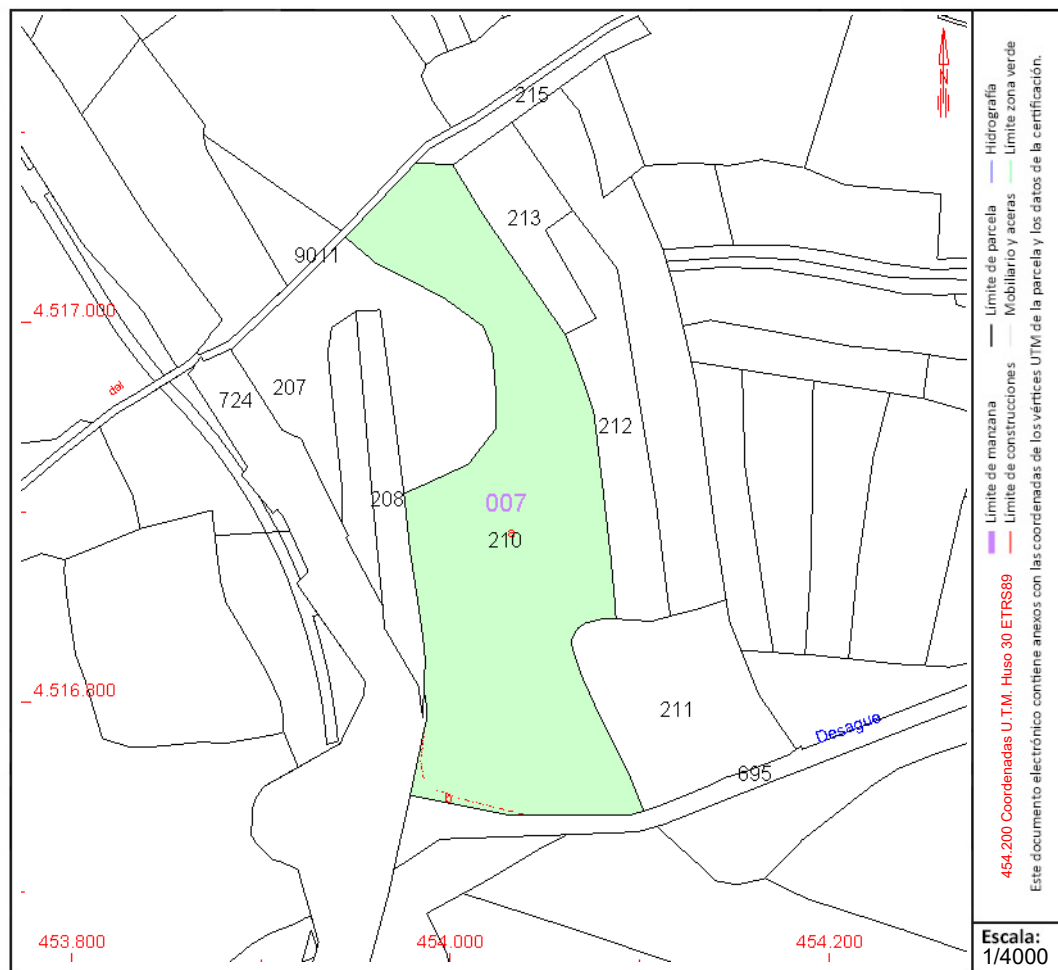 215
213
9011
4.517.000
dal
207
724
212
208
007
210
4.516.800
211
Desague
695
453.800
454.000
454.200
N
Límite de manzana
Límite de parcela
Hidrografía
Límite de construcciones
Mobiliario y aceras
Límite zona verde
454.200 Coordenadas U.T.M. Huso 30 ETRS89
Este documento electrónico contiene anexos con las coordenadas de los vértices UTM de la parcela y los datos de la certificación.
Escala:
1/4000